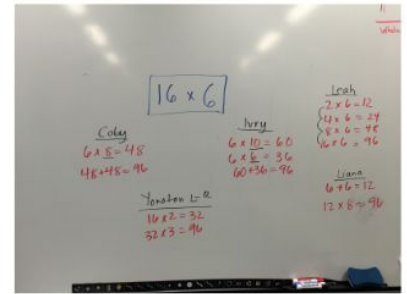 16 × 6
Coby
6 × 8 = 48
48 + 48 = 96
Yonatan L-R
16 × 2 = 32
32 × 3 = 96
Ivry
6 × 10 = 60
6 × 6 = 36
60 + 36 = 96
Leah
2 × 6 = 12
4 × 6 = 24
8 × 6 = 48
16 × 6 = 96
Liana
6 + 6 = 12
12 × 8 = 96